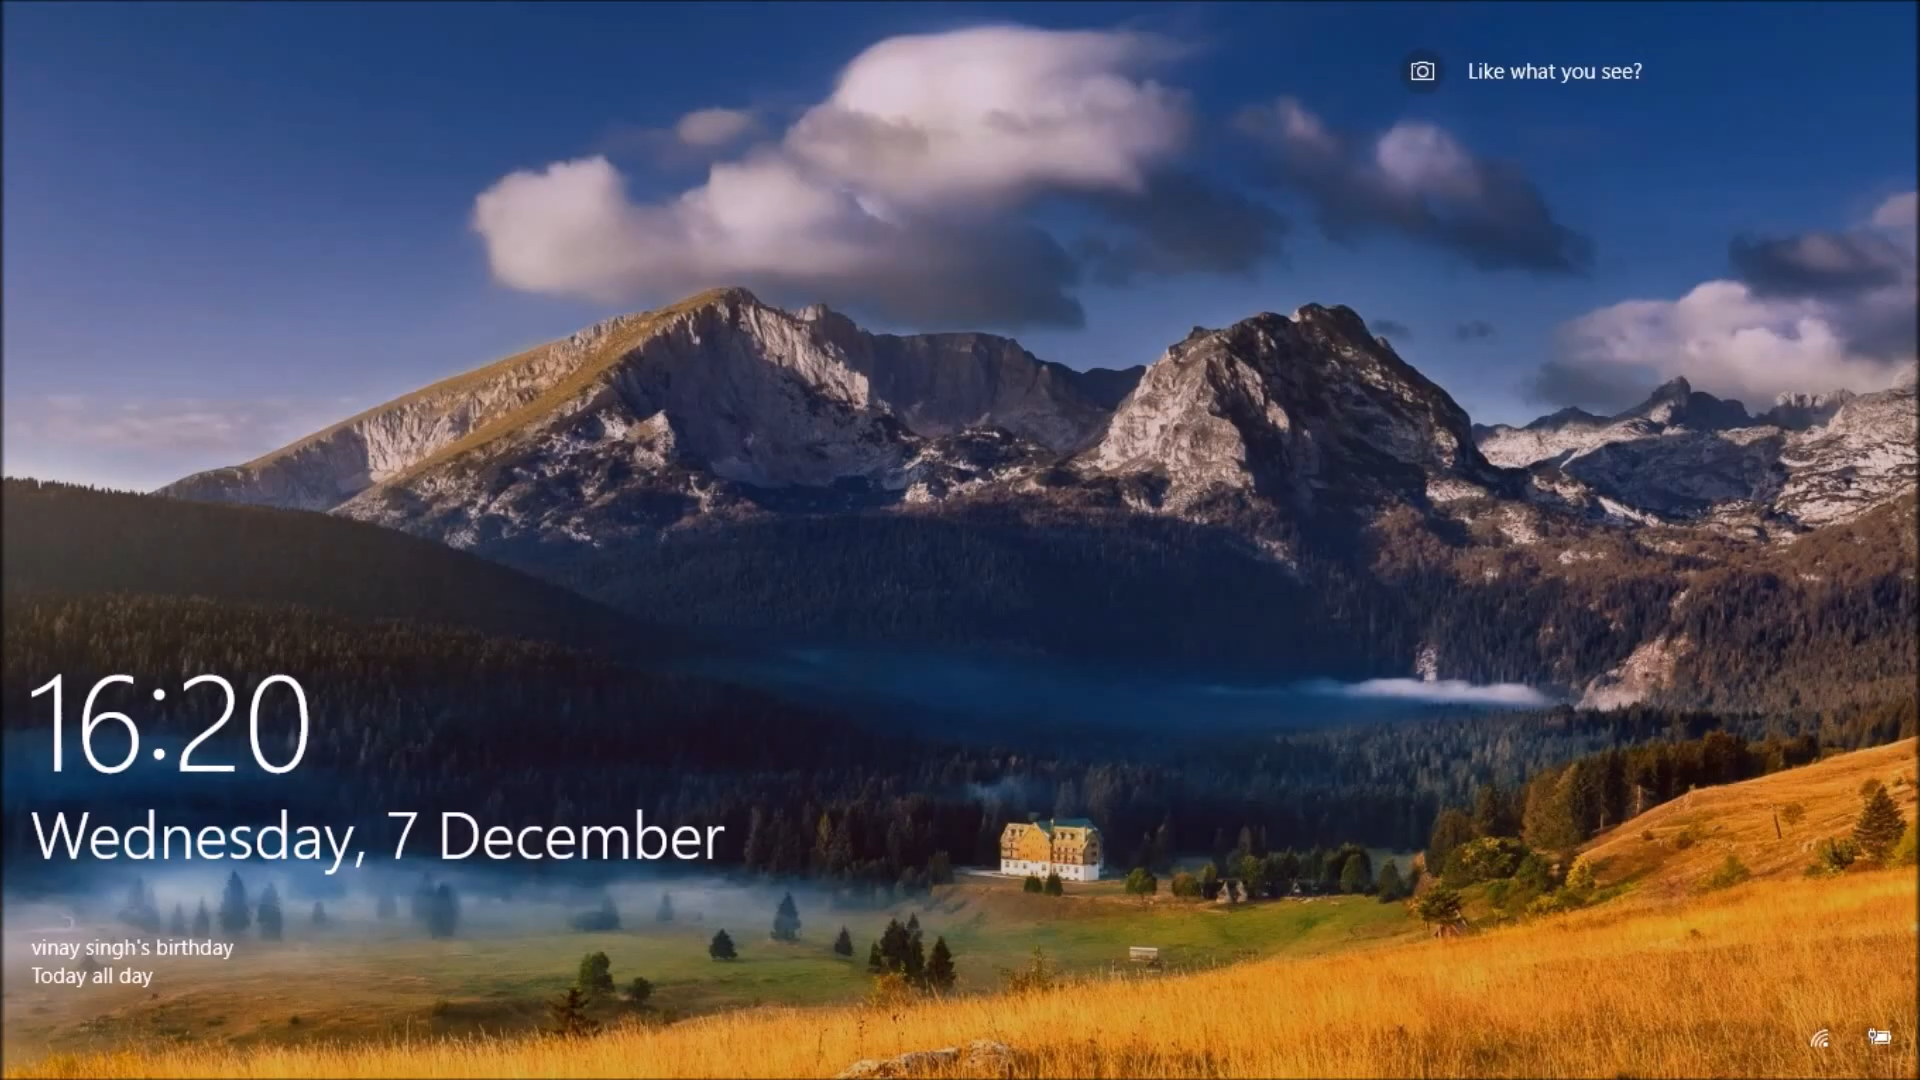 Like what you see?
16:20
Wednesday, 7 December
vinay singh's birthday
Today all day